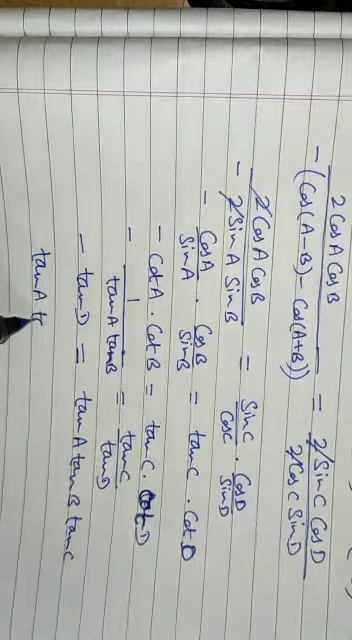 2 Cos A Cos B / - (Cos(A-B) - Cos(A+B)) = 2 Sin C Cos D / 2 Cos C Sin D
- 2 Cos A Cos B / 2 Sin A Sin B = Sin C / Cos C . Cos D / Sin D
- Cos A / Sin A . Cos B / Sin B = tan C . Cot D
- Cot A . Cot B = tan C . Cot D
- 1 / tan A tan B = tan C / tan D
- tan D = tan A tan B tan C
tan A t